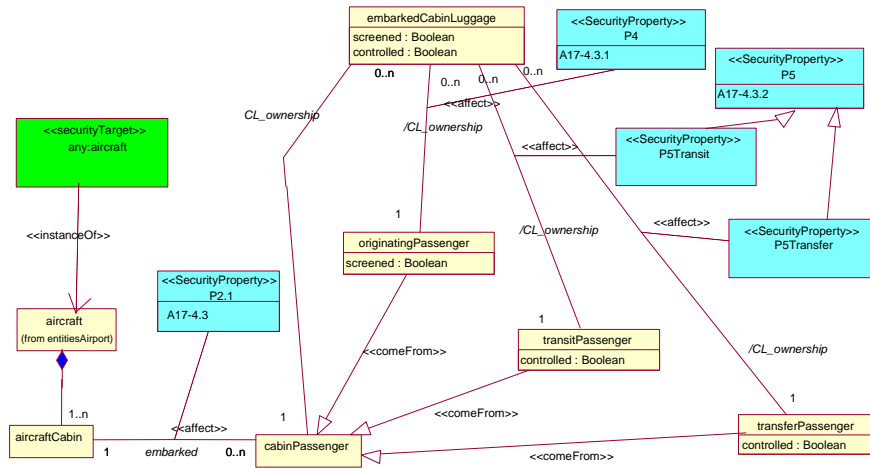 embarkedCabinLuggage
screened : Boolean
controlled : Boolean
<<SecurityProperty>>
P4
A17-4.3.1
<<SecurityProperty>>
P5
A17-4.3.2
0..n
0..n
0..n
0..n
<<affect>>
CL_ownership
/CL_ownership
<<securityTarget>>
any:aircraft
<<SecurityProperty>>
P5Transit
<<affect>>
<<instanceOf>>
1
originatingPassenger
screened : Boolean
/CL_ownership
<<affect>>
<<SecurityProperty>>
P5Transfer
<<SecurityProperty>>
P2.1
A17-4.3
aircraft
(from entitiesAirport)
1
transitPassenger
controlled : Boolean
<<comeFrom>>
/CL_ownership
1..n
1
1
<<comeFrom>>
<<affect>>
aircraftCabin
1
embarked
0..n
cabinPassenger
transferPassenger
controlled : Boolean
<<comeFrom>>